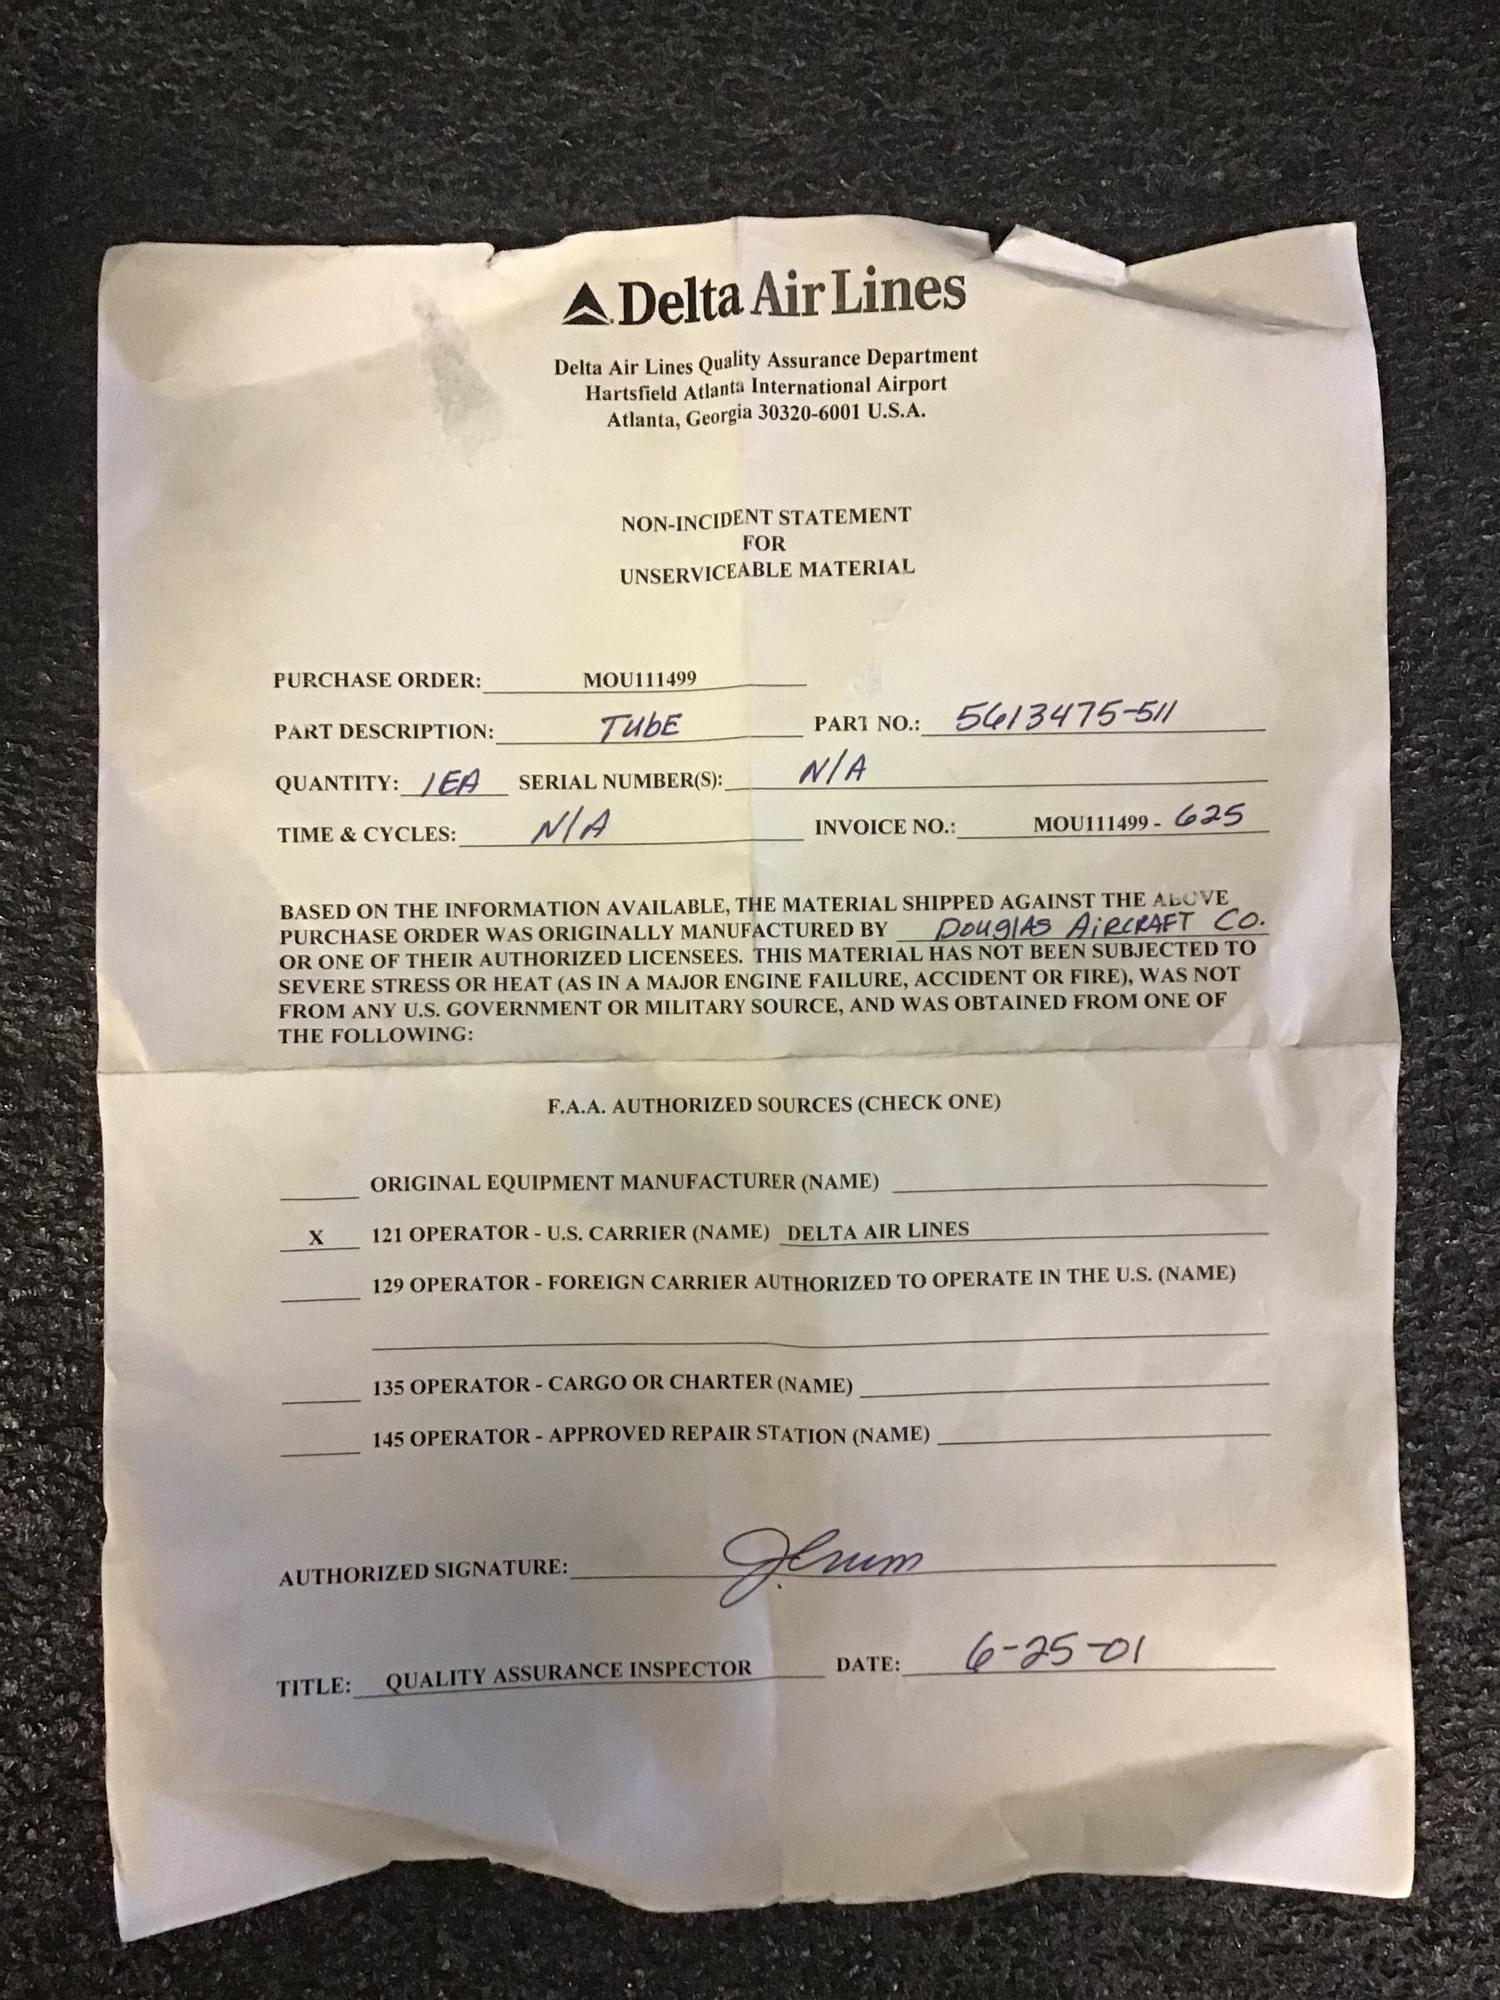 Delta Air Lines
Delta Air Lines Quality Assurance Department
Hartsfield Atlanta International Airport
Atlanta, Georgia 30320-6001 U.S.A.
NON-INCIDENT STATEMENT
FOR
UNSERVICEABLE MATERIAL
PURCHASE ORDER: MOU111499
PART DESCRIPTION: TUbE PART NO.: 5613475-511
QUANTITY: 1EA SERIAL NUMBER(S): N/A
TIME & CYCLES: N/A INVOICE NO.: MOU111499 - 625
BASED ON THE INFORMATION AVAILABLE, THE MATERIAL SHIPPED AGAINST THE ABOVE
PURCHASE ORDER WAS ORIGINALLY MANUFACTURED BY DOUglAS AiRCRAFT CO.
OR ONE OF THEIR AUTHORIZED LICENSEES. THIS MATERIAL HAS NOT BEEN SUBJECTED TO
SEVERE STRESS OR HEAT (AS IN A MAJOR ENGINE FAILURE, ACCIDENT OR FIRE), WAS NOT
FROM ANY U.S. GOVERNMENT OR MILITARY SOURCE, AND WAS OBTAINED FROM ONE OF
THE FOLLOWING:
F.A.A. AUTHORIZED SOURCES (CHECK ONE)
ORIGINAL EQUIPMENT MANUFACTURER (NAME)
X 121 OPERATOR - U.S. CARRIER (NAME) DELTA AIR LINES
129 OPERATOR - FOREIGN CARRIER AUTHORIZED TO OPERATE IN THE U.S. (NAME)
135 OPERATOR - CARGO OR CHARTER (NAME)
145 OPERATOR - APPROVED REPAIR STATION (NAME)
AUTHORIZED SIGNATURE:
TITLE: QUALITY ASSURANCE INSPECTOR DATE: 6-25-01